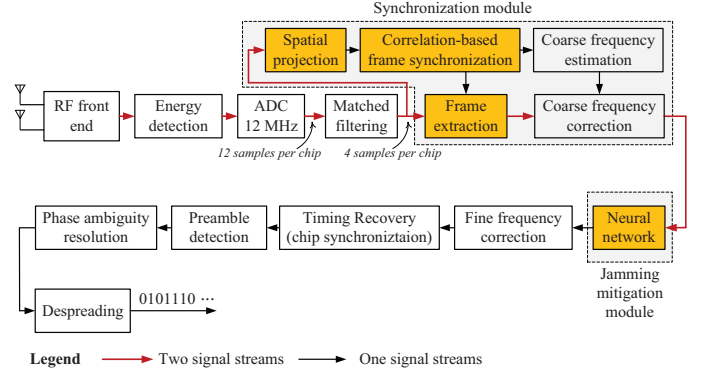 Synchronization module
Spatial
projection
Correlation-based
frame synchronization
Coarse frequency
estimation
RF front
end
Energy
detection
ADC
12 MHz
Matched
filtering
Frame
extraction
Coarse frequency
correction
12 samples per chip
4 samples per chip
Phase ambiguity
resolution
Preamble
detection
Timing Recovery
(chip synchroniztaion)
Fine frequency
correction
Neural
network
Jamming
mitigation
module
Despreading
0101110 ...
Legend
Two signal streams
One signal streams